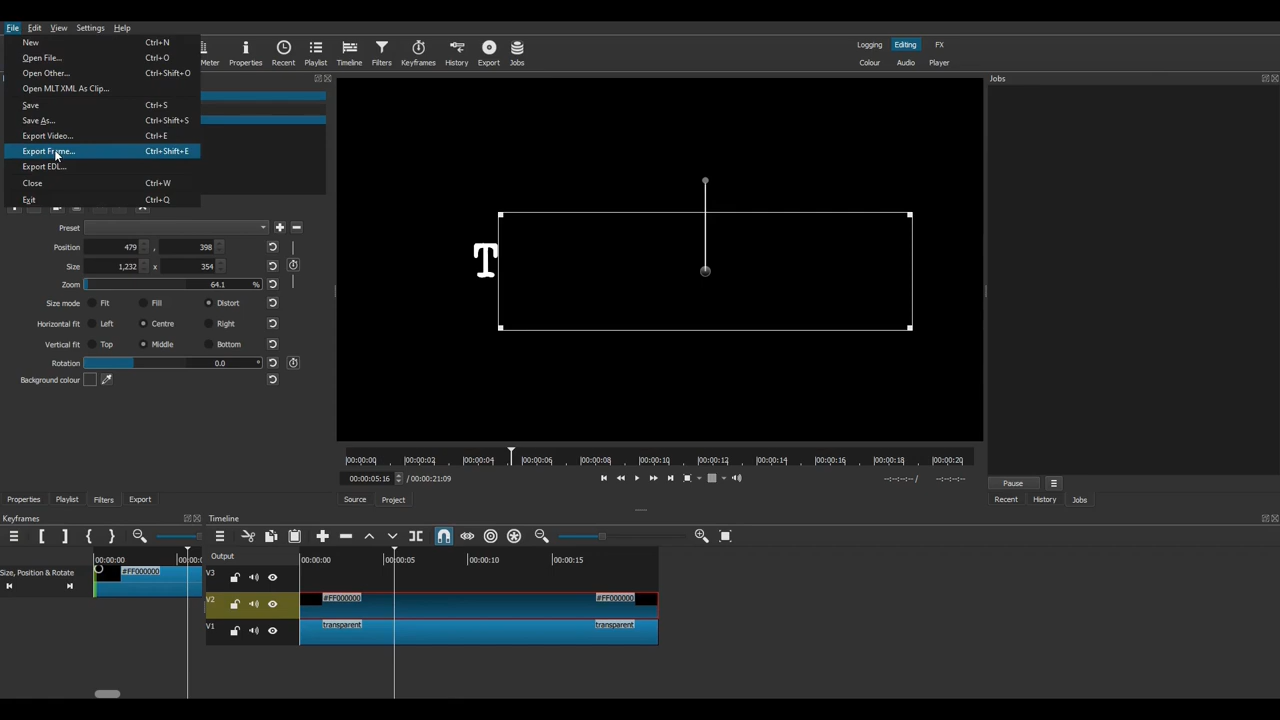 File Edit View Settings Help
New Ctrl+N
Open File... Ctrl+O
Open Other... Ctrl+Shift+O
Open MLT XML As Clip...
Save Ctrl+S
Save As... Ctrl+Shift+S
Export Video... Ctrl+E
Export Frame... Ctrl+Shift+E
Export EDL...
Close Ctrl+W
Exit Ctrl+Q
Properties Recent Playlist Timeline Filters Keyframes History Export Jobs
Logging Editing FX
Colour Audio Player
Jobs
T
Preset
Position 479 , 398
Size 1,232 x 354
Zoom 64.1 %
Size mode Fit Fill Distort
Horizontal fit Left Centre Right
Vertical fit Top Middle Bottom
Rotation 0.0 °
Background colour
|00:00:00 |00:00:02 |00:00:04 |00:00:06 |00:00:08 |00:00:10 |00:00:12 |00:00:14 |00:00:16 |00:00:18 |00:00:20
00:00:05:16 / 00:00:21:09 --:--:--:-- / --:--:--:--
Pause
Properties Playlist Filters Export
Source Project
Recent History Jobs
Keyframes
Timeline
|00:00:00
Output
|00:00:00 |00:00:05 |00:00:10 |00:00:15
Size, Position & Rotate
#FF000000
V3
V2
#FF000000 #FF000000
V1
transparent transparent